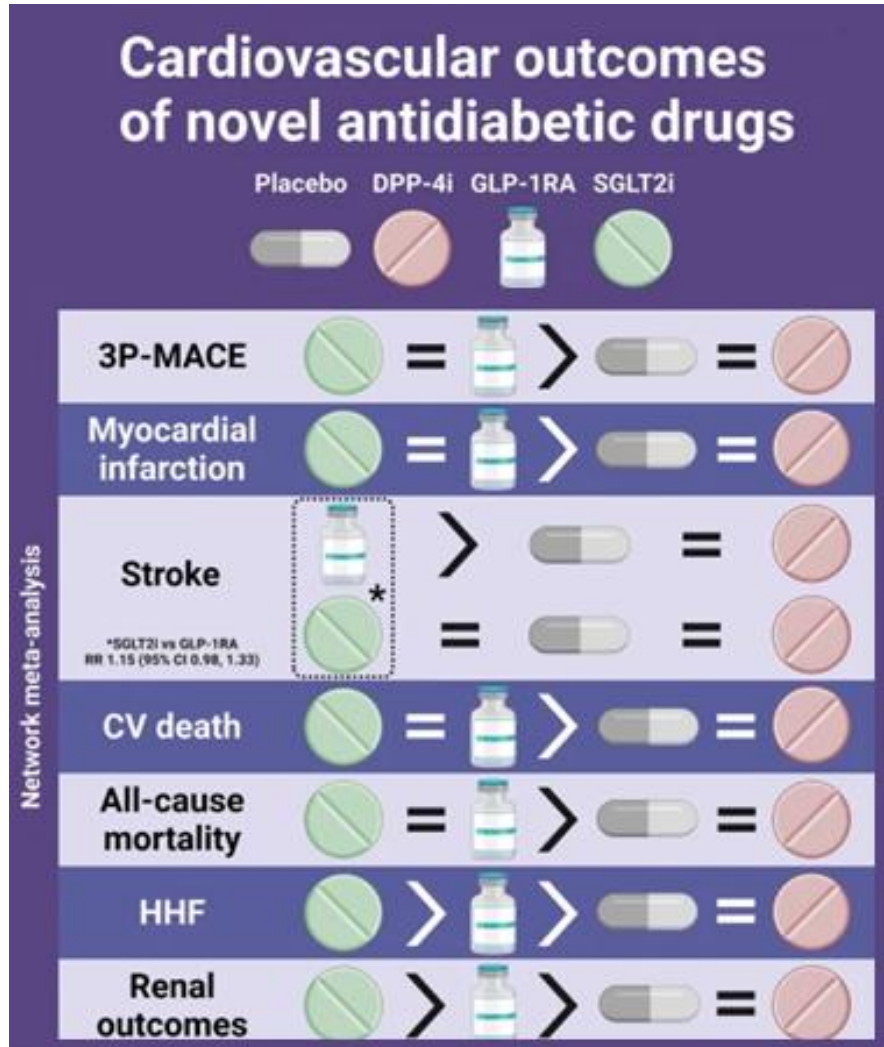 Cardiovascular outcomes
of novel antidiabetic drugs
Placebo DPP-4i GLP-1RA SGLT2i
Network meta-analysis
3P-MACE = > =
Myocardial
infarction = > =
Stroke > =
* = =
*SGLT2i vs GLP-1RA
RR 1.15 (95% CI 0.98, 1.33)
CV death = > =
All-cause
mortality = > =
HHF > > =
Renal
outcomes > > =